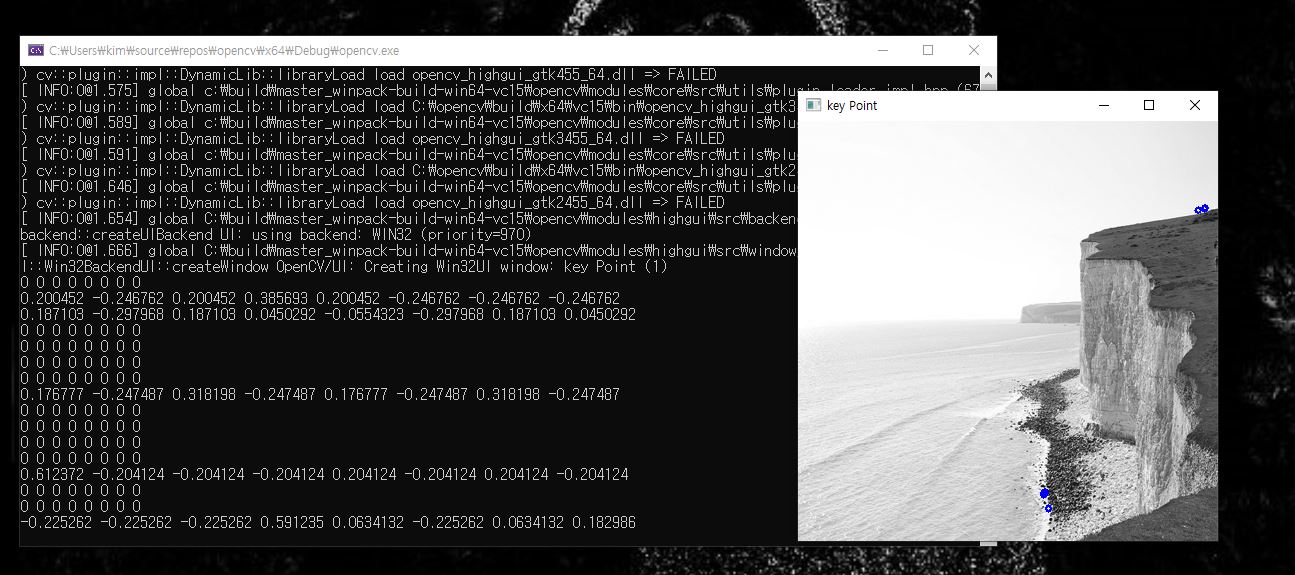 C:\Users\kim\source\repos\opencv\x64\Debug\opencv.exe
) cv::plugin::impl::DynamicLib::libraryLoad load opencv_highgui_gtk455_64.dll => FAILED
[ INFO:0@1.575] global c:\build\master_winpack-build-win64-vc15\opencv\modules\core\src\utils\plugin_loader.impl.hpp (67
) cv::plugin::impl::DynamicLib::libraryLoad load C:\opencv\build\x64\vc15\bin\opencv_highgui_gtk3
[ INFO:0@1.589] global c:\build\master_winpack-build-win64-vc15\opencv\modules\core\src\utils\plu
) cv::plugin::impl::DynamicLib::libraryLoad load opencv_highgui_gtk3455_64.dll => FAILED
[ INFO:0@1.591] global c:\build\master_winpack-build-win64-vc15\opencv\modules\core\src\utils\plu
) cv::plugin::impl::DynamicLib::libraryLoad load C:\opencv\build\x64\vc15\bin\opencv_highgui_gtk2
[ INFO:0@1.646] global c:\build\master_winpack-build-win64-vc15\opencv\modules\core\src\utils\plu
) cv::plugin::impl::DynamicLib::libraryLoad load opencv_highgui_gtk2455_64.dll => FAILED
[ INFO:0@1.654] global C:\build\master_winpack-build-win64-vc15\opencv\modules\highgui\src\backen
backend::createUIBackend UI: using backend: WIN32 (priority=970)
[ INFO:0@1.666] global C:\build\master_winpack-build-win64-vc15\opencv\modules\highgui\src\window
l::Win32BackendUI::createWindow OpenCV/UI: Creating Win32UI window: key Point (1)
0 0 0 0 0 0 0 0
0.200452 -0.246762 0.200452 0.385693 0.200452 -0.246762 -0.246762 -0.246762
0.187103 -0.297968 0.187103 0.0450292 -0.0554323 -0.297968 0.187103 0.0450292
0 0 0 0 0 0 0 0
0 0 0 0 0 0 0 0
0 0 0 0 0 0 0 0
0 0 0 0 0 0 0 0
0.176777 -0.247487 0.318198 -0.247487 0.176777 -0.247487 0.318198 -0.247487
0 0 0 0 0 0 0 0
0 0 0 0 0 0 0 0
0 0 0 0 0 0 0 0
0 0 0 0 0 0 0 0
0.612372 -0.204124 -0.204124 -0.204124 0.204124 -0.204124 0.204124 -0.204124
0 0 0 0 0 0 0 0
0 0 0 0 0 0 0 0
-0.225262 -0.225262 -0.225262 0.591235 0.0634132 -0.225262 0.0634132 0.182986
key Point